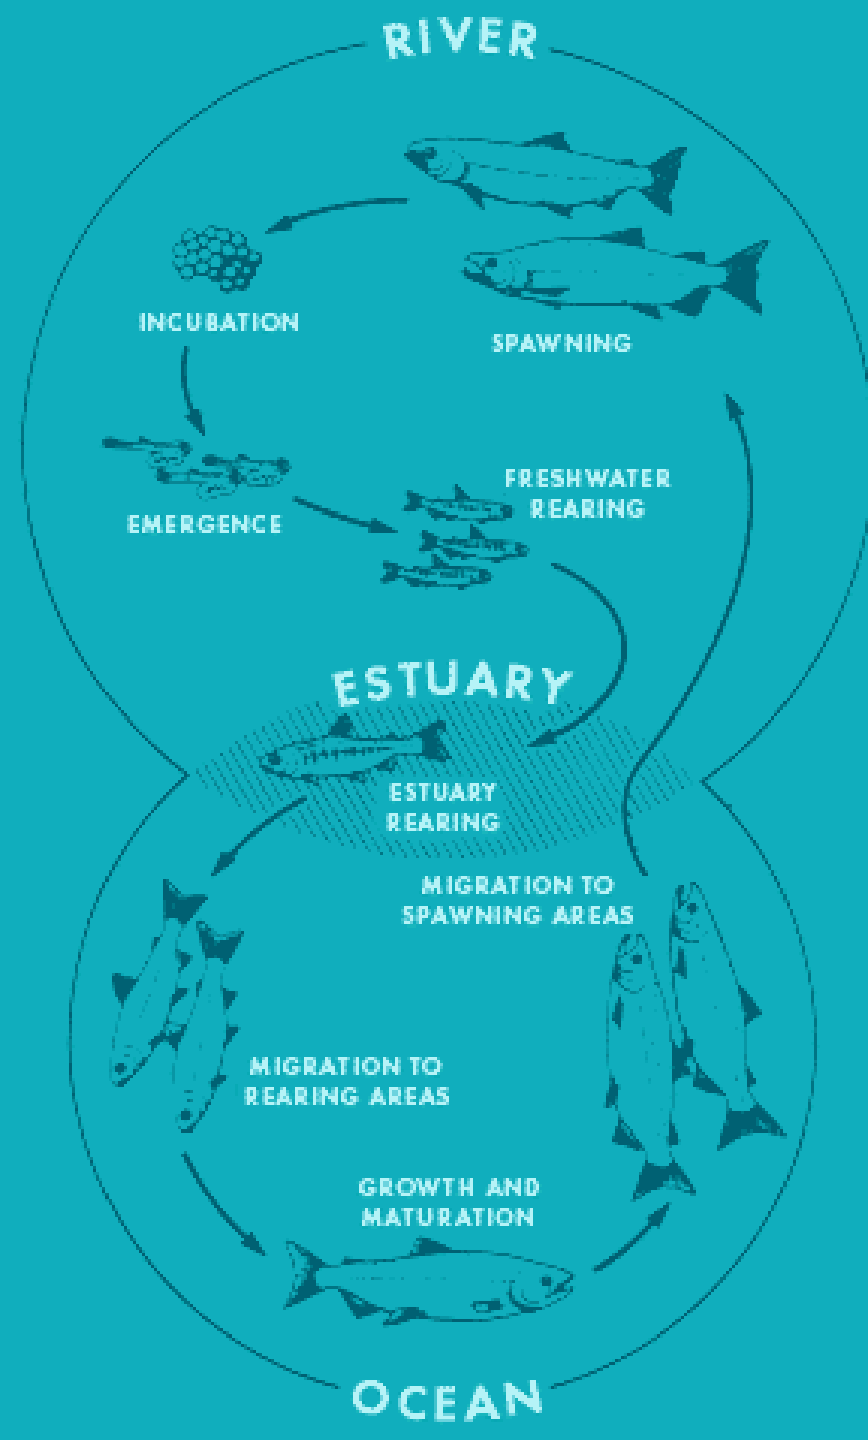 RIVER
INCUBATION
SPAWNING
EMERGENCE
FRESHWATER
REARING
ESTUARY
ESTUARY
REARING
MIGRATION TO
SPAWNING AREAS
MIGRATION TO
REARING AREAS
GROWTH AND
MATURATION
OCEAN